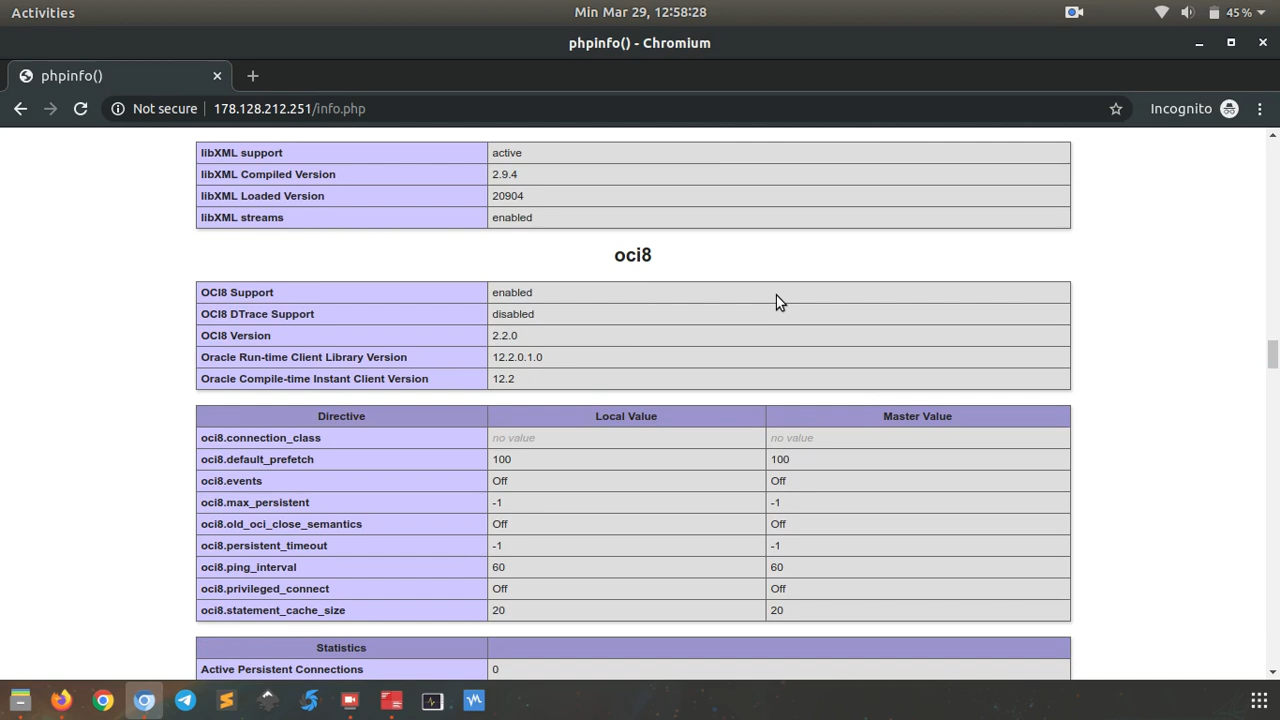 Activities
Min Mar 29, 12:58:28
45 %
phpinfo() - Chromium
phpinfo()
Not secure
178.128.212.251/info.php
Incognito
libXML support active
libXML Compiled Version 2.9.4
libXML Loaded Version 20904
libXML streams enabled
oci8
OCI8 Support enabled
OCI8 DTrace Support disabled
OCI8 Version 2.2.0
Oracle Run-time Client Library Version 12.2.0.1.0
Oracle Compile-time Instant Client Version 12.2
Directive Local Value Master Value
oci8.connection_class no value no value
oci8.default_prefetch 100 100
oci8.events Off Off
oci8.max_persistent -1 -1
oci8.old_oci_close_semantics Off Off
oci8.persistent_timeout -1 -1
oci8.ping_interval 60 60
oci8.privileged_connect Off Off
oci8.statement_cache_size 20 20
Statistics
Active Persistent Connections 0